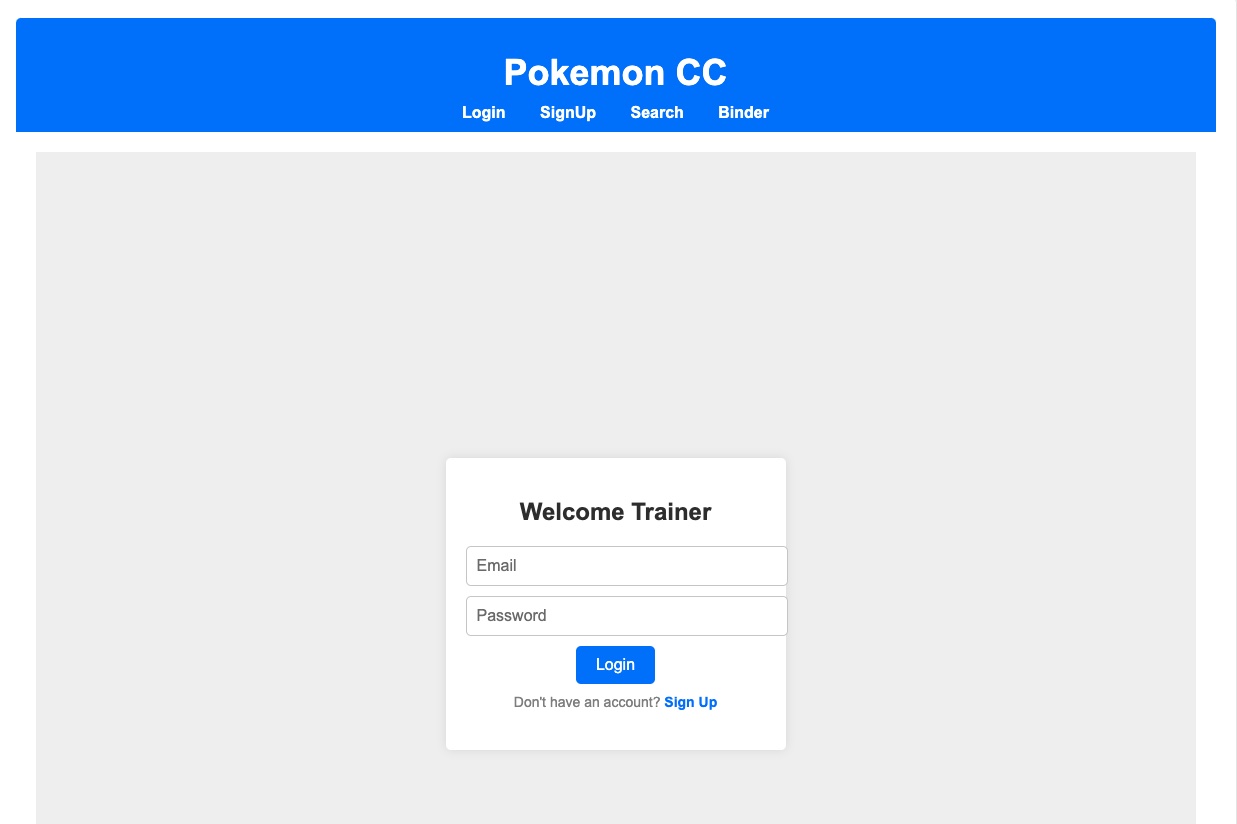 Pokemon CC
Login SignUp Search Binder
Welcome Trainer
Email
Password
Login
Don't have an account? Sign Up